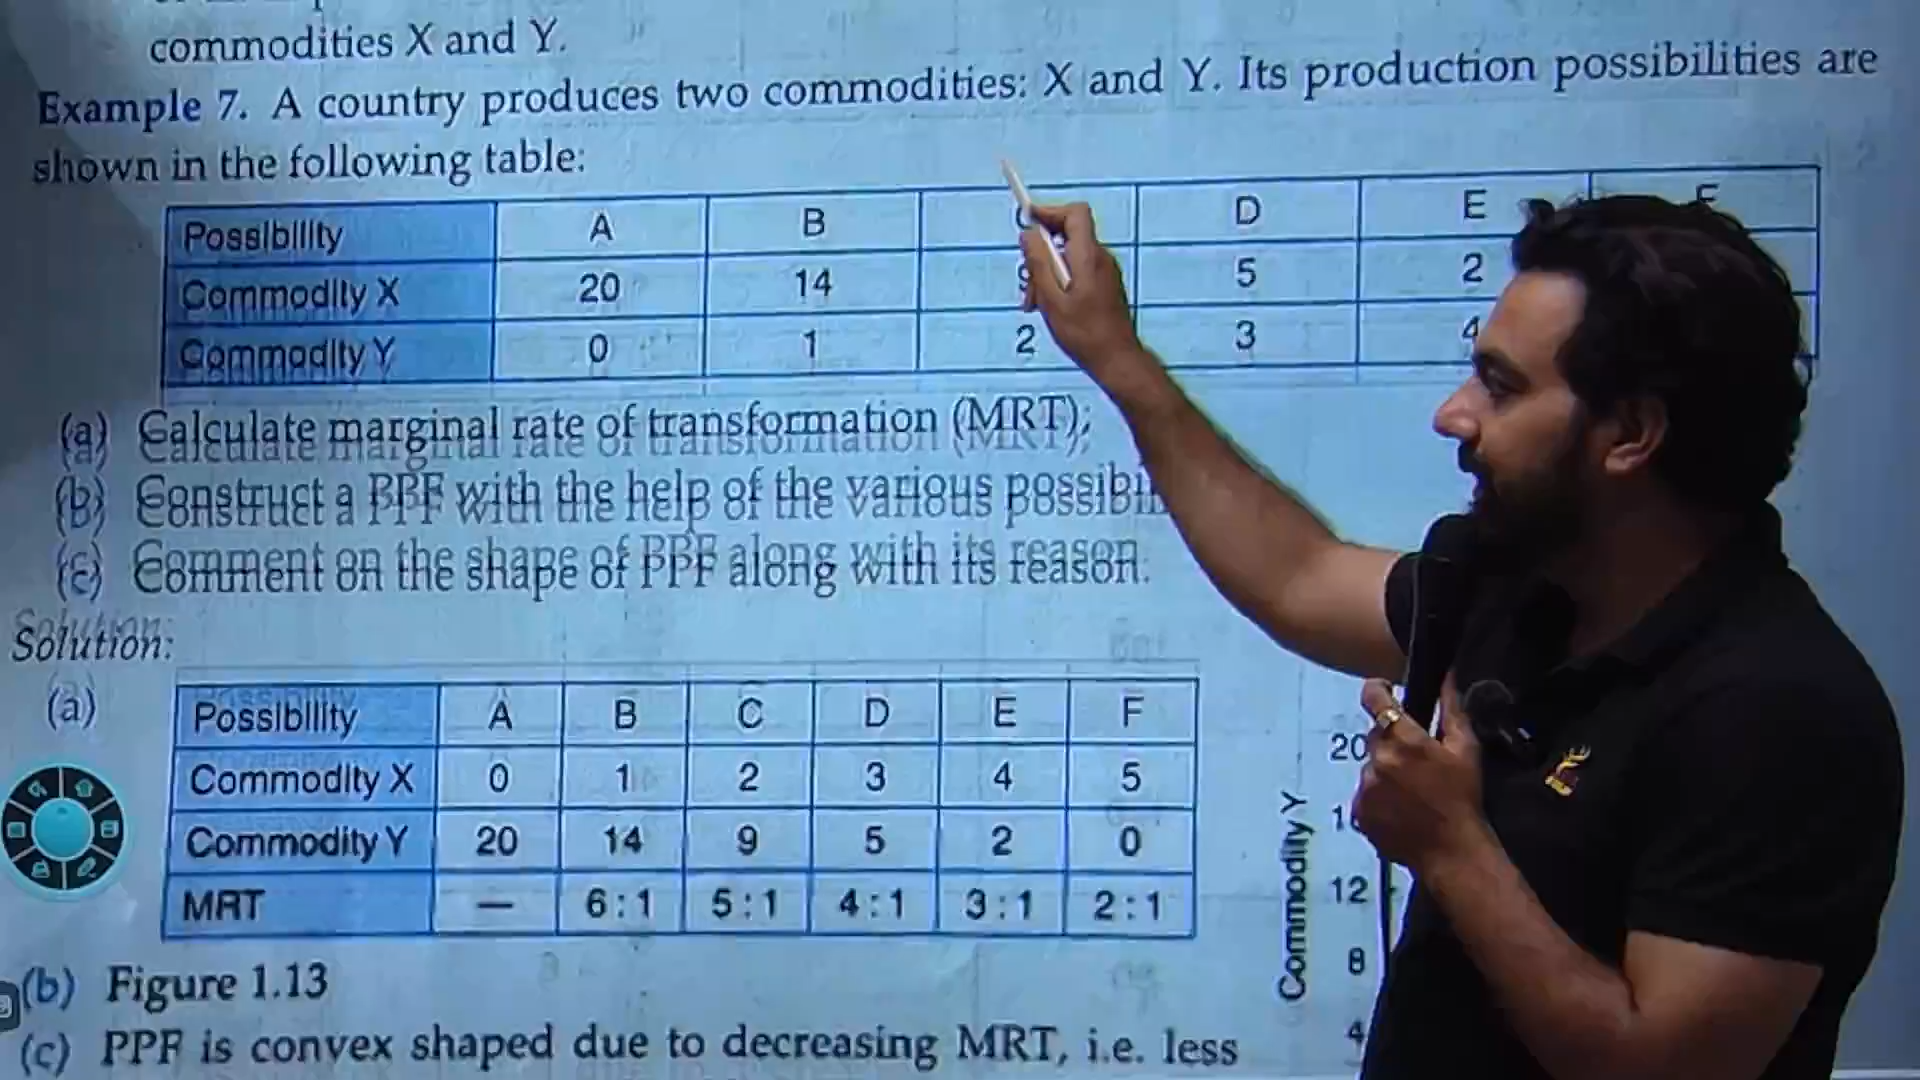 commodities X and Y.
Example 7. A country produces two commodities: X and Y. Its production possibilities are
shown in the following table:
Possibility A B D E F
Commodity X 20 14 9 5 2
Commodity Y 0 1 2 3 4
(a) Calculate marginal rate of transformation (MRT);
(b) Construct a PPF with the help of the various
(c) Comment on the shape of PPF along with its reason.
Solution:
(a)
Possibility A B C D E F
Commodity X 0 1 2 3 4 5
Commodity Y 20 14 9 5 2 0
MRT — 6 : 1 5 : 1 4 : 1 3 : 1 2 : 1
(b) Figure 1.13
(c) PPF is convex shaped due to decreasing MRT, i.e. less
Commodity Y
20
12
8
4